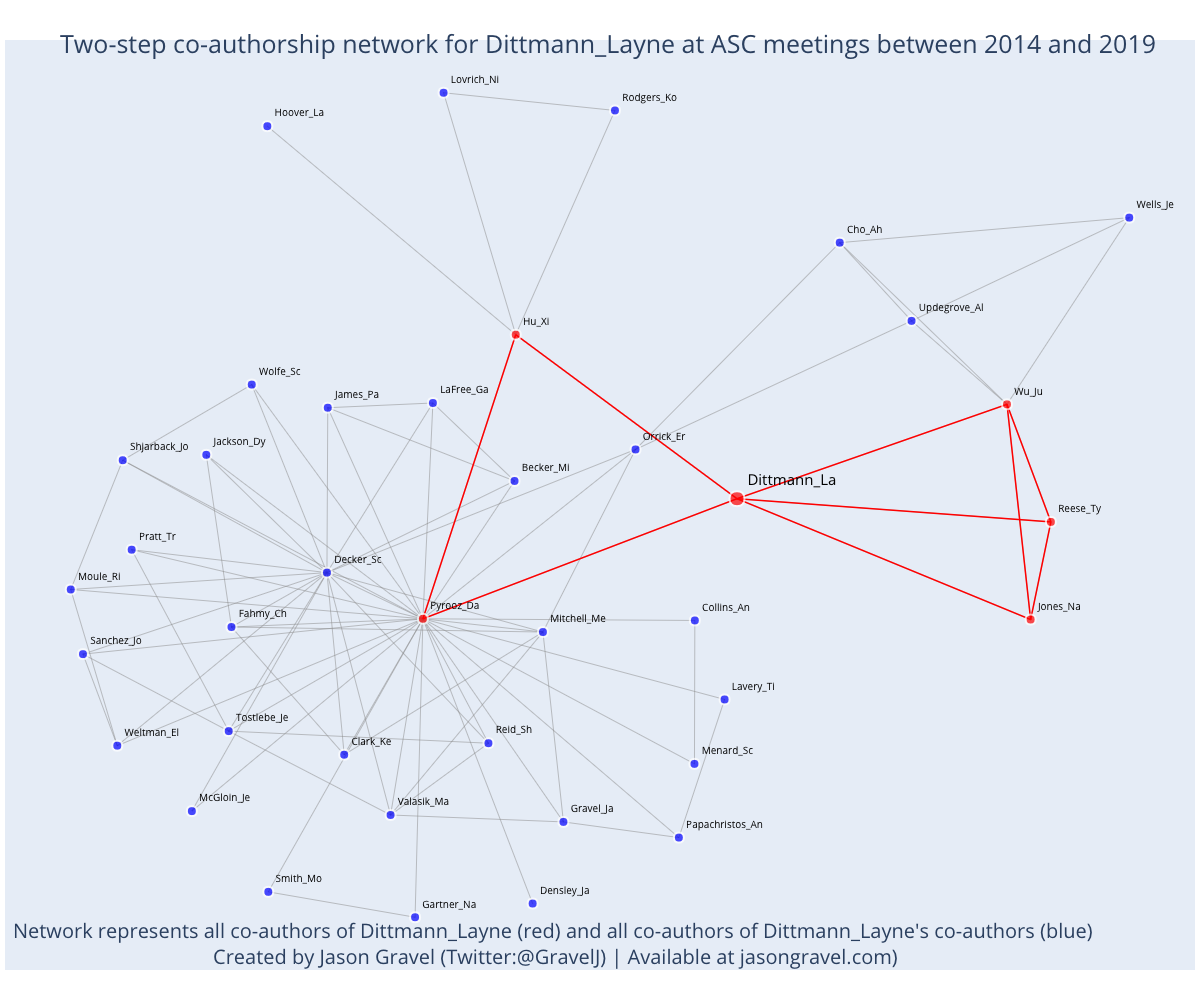 Two-step co-authorship network for Dittmann_Layne at ASC meetings between 2014 and 2019
Lovrich_Ni
Rodgers_Ko
Hoover_La
Wells_Je
Cho_Ah
Updegrove_Al
Hu_Xi
Wolfe_Sc
James_Pa
LaFree_Ga
Wu_Ju
Shjarback_Jo
Jackson_Dy
Orrick_Er
Becker_Mi
Dittmann_La
Reese_Ty
Pratt_Tr
Decker_Sc
Moule_Ri
Fahmy_Ch
Pyrooz_Da
Mitchell_Me
Collins_An
Jones_Na
Sanchez_Jo
Lavery_Ti
Weitman_El
Tostlebe_Je
Clark_Ke
Reid_Sh
Menard_Sc
McGloin_Je
Valasik_Ma
Gravel_Ja
Papachristos_An
Smith_Mo
Gartner_Na
Densley_Ja
Network represents all co-authors of Dittmann_Layne (red) and all co-authors of Dittmann_Layne's co-authors (blue)
Created by Jason Gravel (Twitter:@GravelJ) | Available at jasongravel.com)